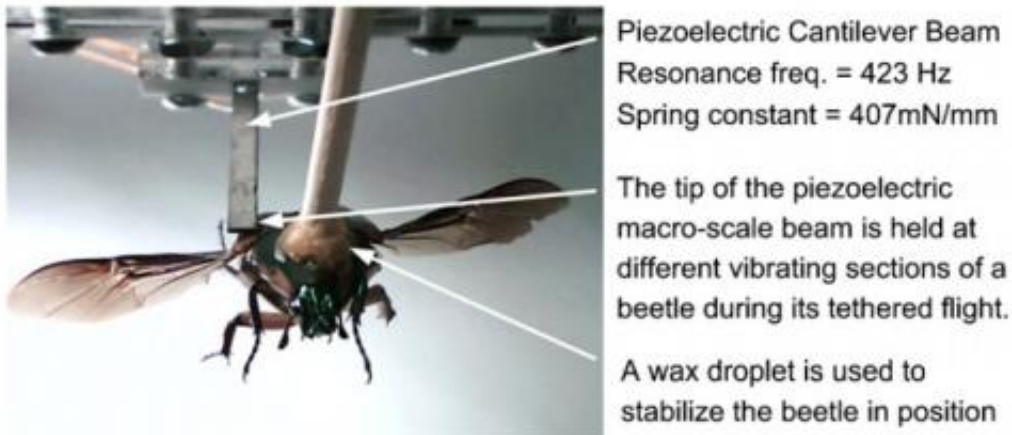 Piezoelectric Cantilever Beam
Resonance freq. = 423 Hz
Spring constant = 407mN/mm
The tip of the piezoelectric
macro-scale beam is held at
different vibrating sections of a
beetle during its tethered flight.
A wax droplet is used to
stabilize the beetle in position